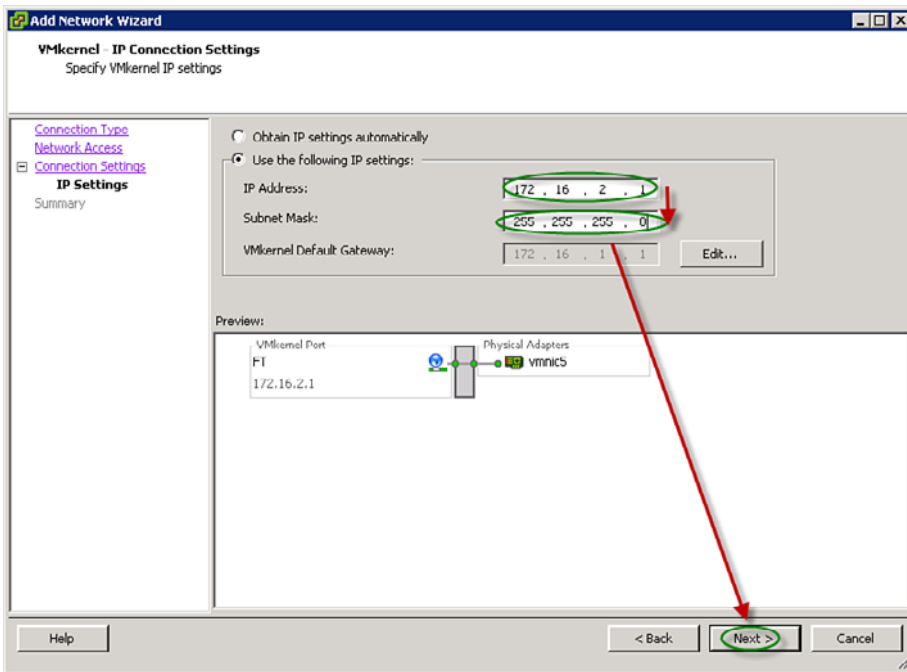 Add Network Wizard
VMkernel - IP Connection Settings
Specify VMkernel IP settings
Connection Type
Network Access
Connection Settings
IP Settings
Summary
Obtain IP settings automatically
Use the following IP settings:
IP Address:
172 . 16 . 2 . 1
Subnet Mask:
255 . 255 . 255 . 0
VMkernel Default Gateway:
172 . 16 . 1 . 1
Edit...
Preview:
VMkernel Port
FT
172.16.2.1
Physical Adapters
vmnic5
Help
< Back
Next >
Cancel